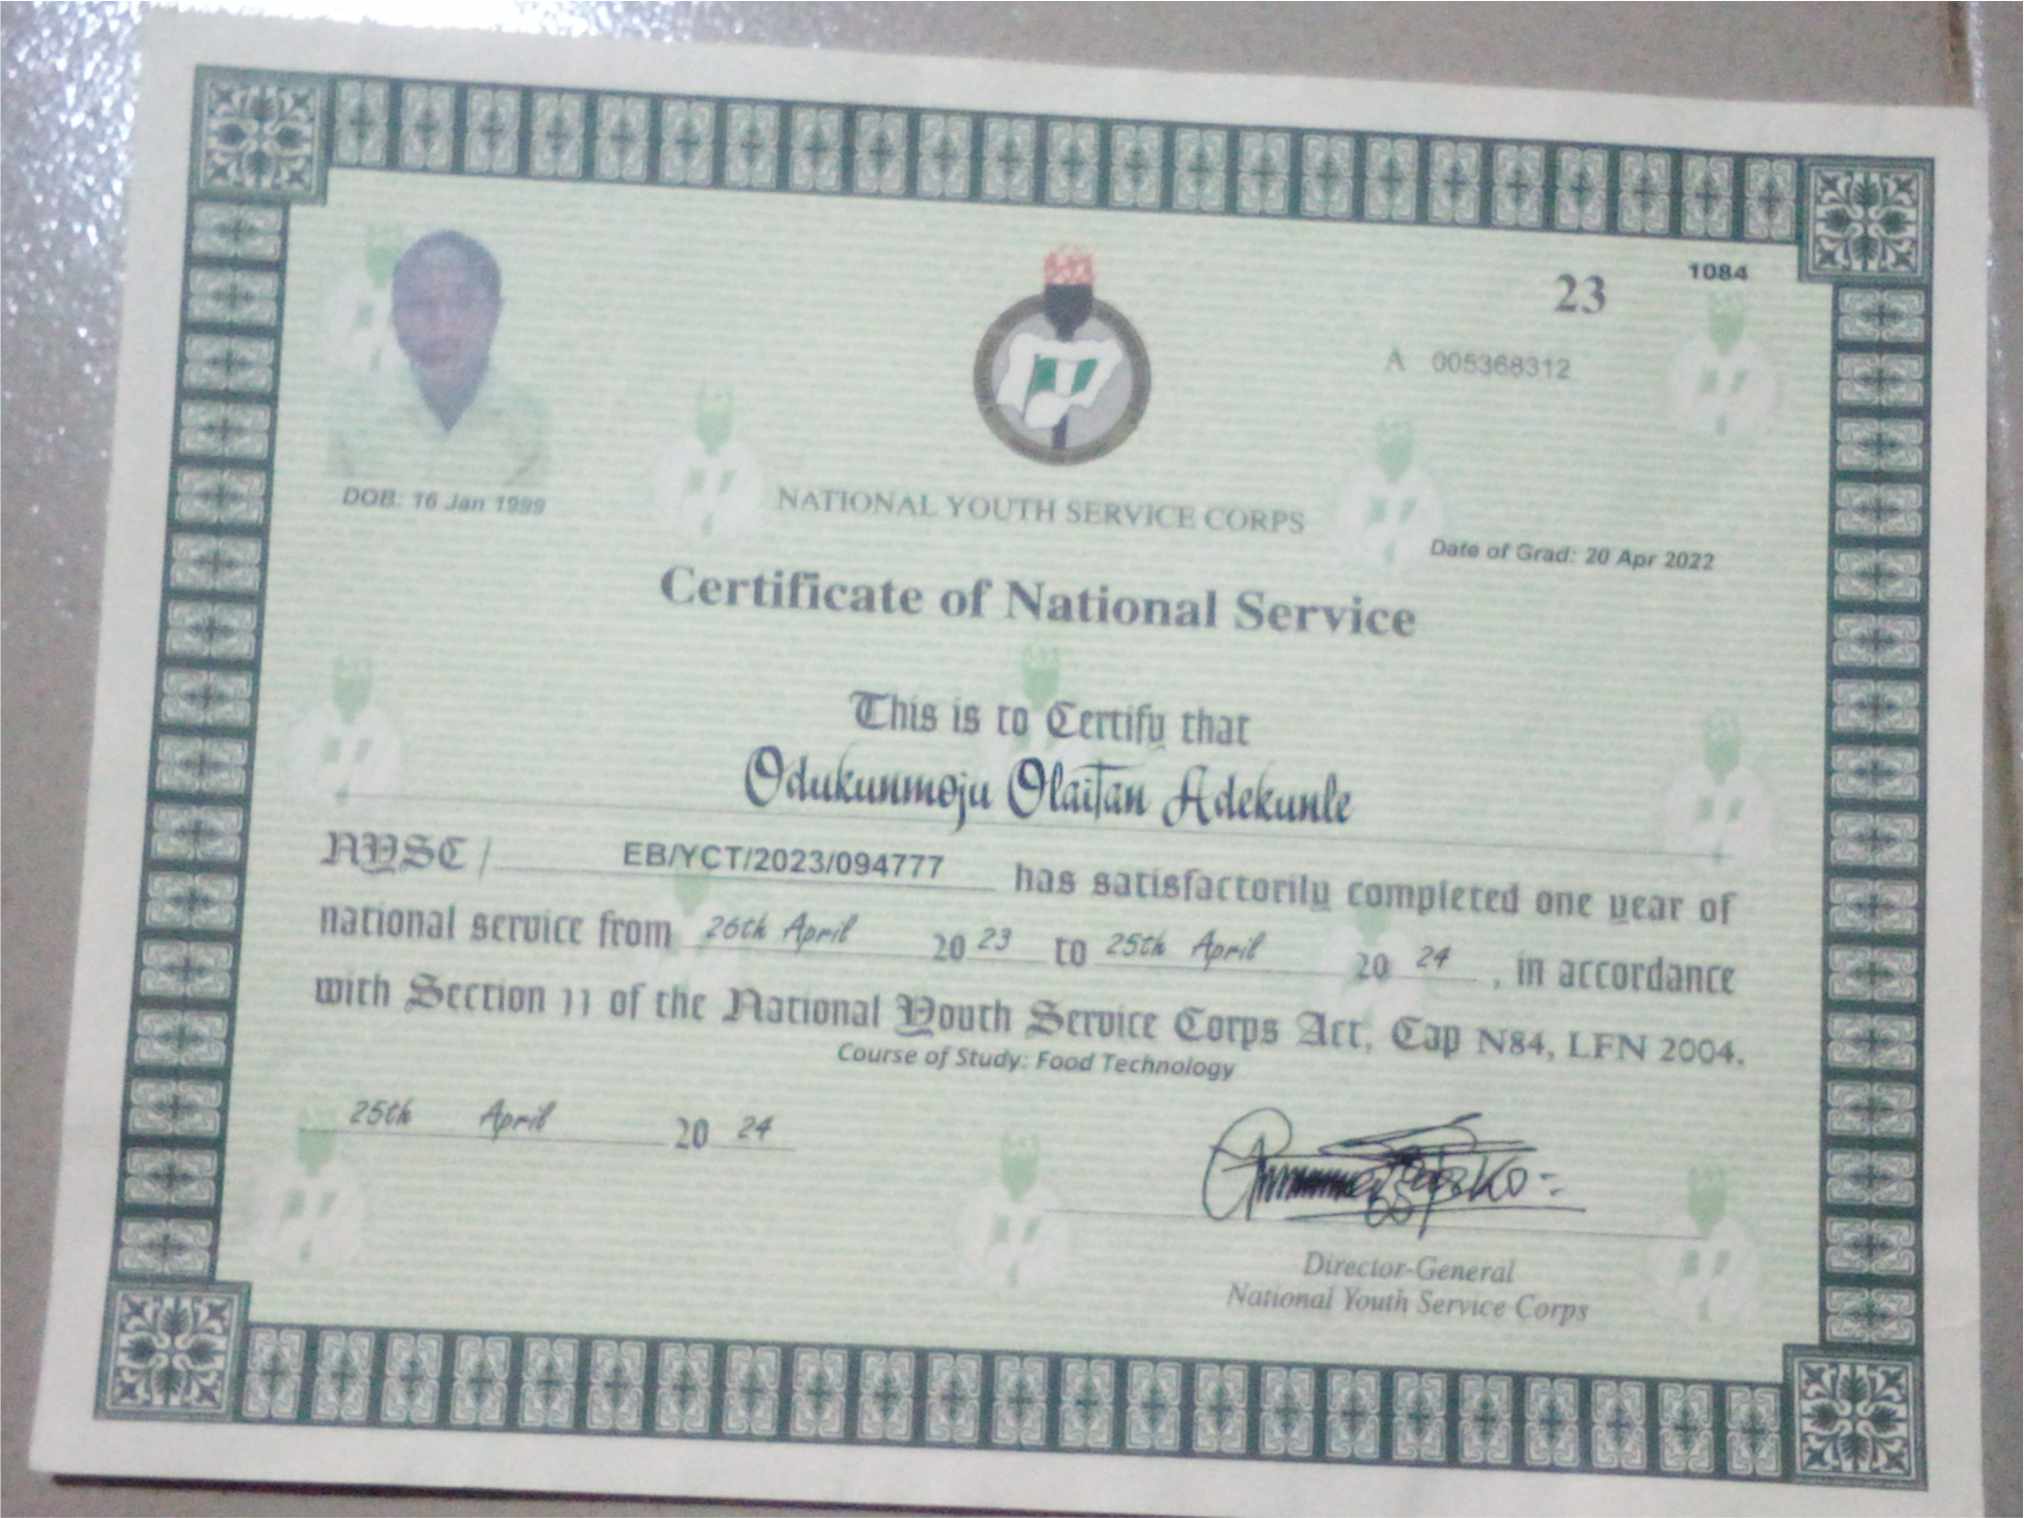 23
1084
A 005368312
DOB: 16 Jan 1999
NATIONAL YOUTH SERVICE CORPS
Date of Grad: 20 Apr 2022
Certificate of National Service
This is to Certify that
Odukunmoju Olaitan Adekunle
NYSC / EB/YCT/2023/094777 has satisfactorily completed one year of
national service from 26th April 20 23 to 25th April 20 24 , in accordance
with Section 11 of the National Youth Service Corps Act, Cap N84, LFN 2004.
Course of Study: Food Technology
25th April 20 24
Director-General
National Youth Service Corps